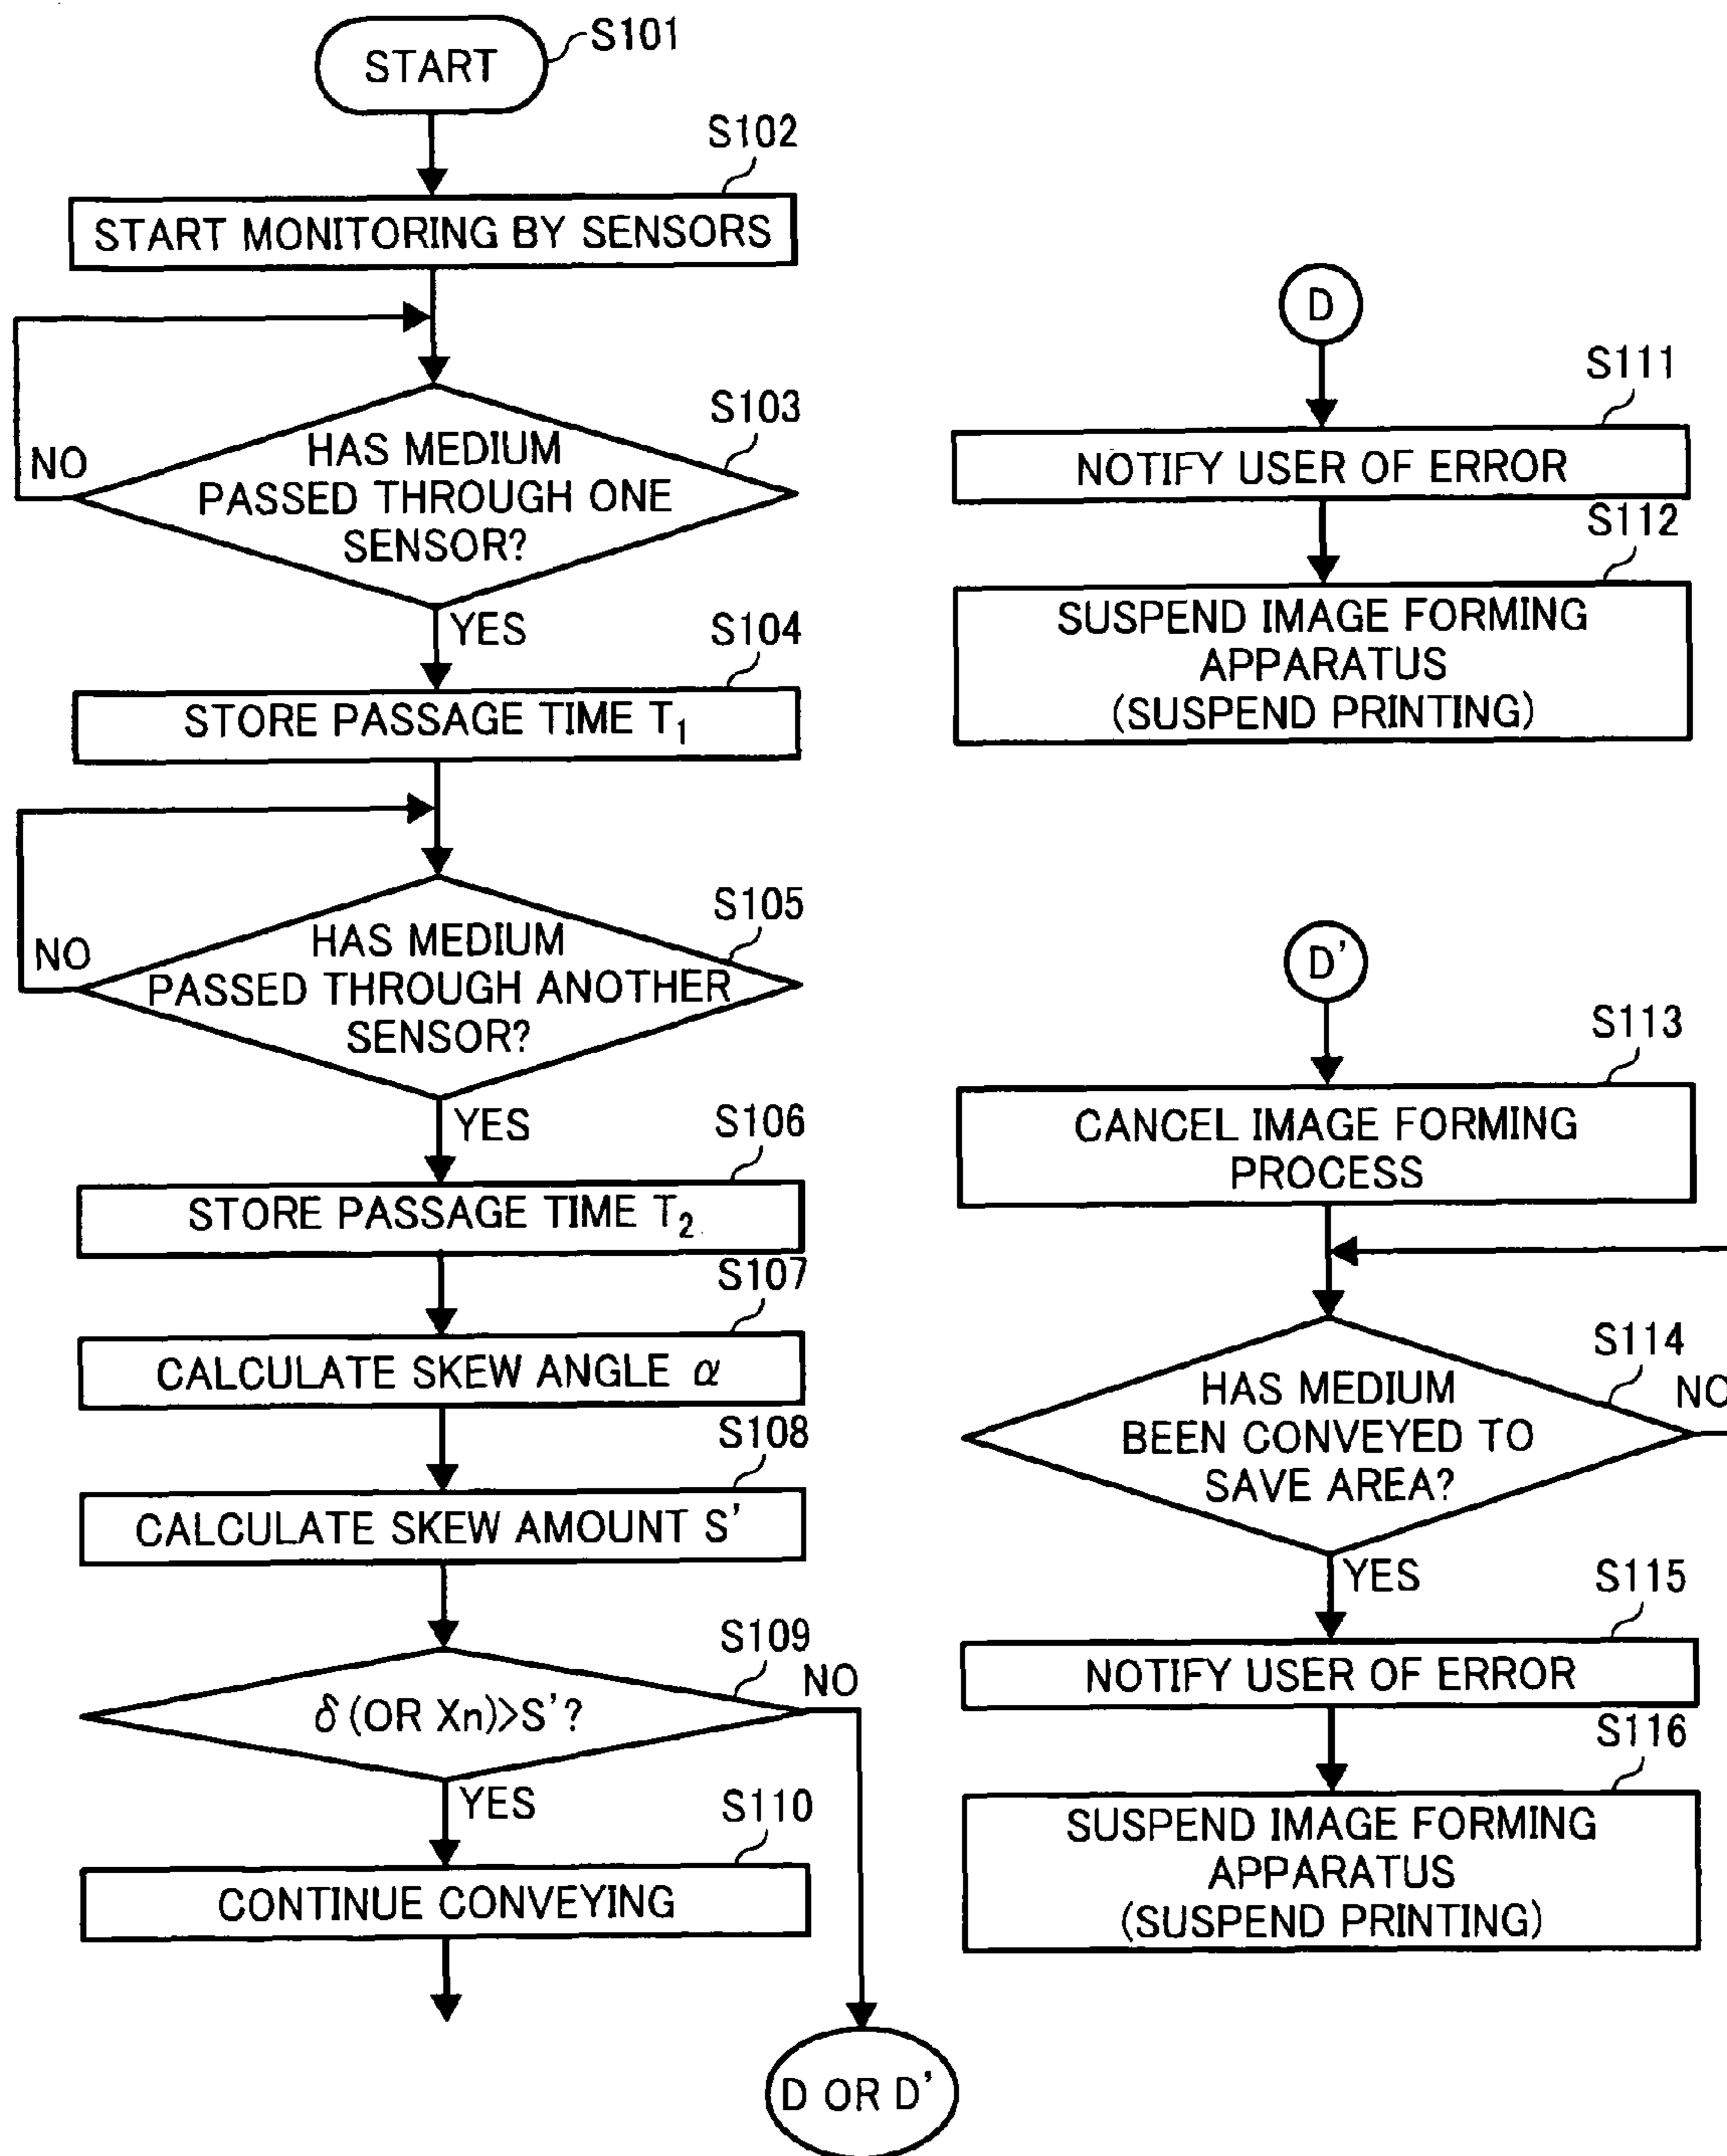 START
S101
S102
START MONITORING BY SENSORS
S103
HAS MEDIUM
PASSED THROUGH ONE
SENSOR?
NO
YES
S104
STORE PASSAGE TIME T₁
S105
HAS MEDIUM
PASSED THROUGH ANOTHER
SENSOR?
NO
YES
S106
STORE PASSAGE TIME T₂
S107
CALCULATE SKEW ANGLE α
S108
CALCULATE SKEW AMOUNT S'
S109
δ (OR Xn)>S'?
NO
YES
S110
CONTINUE CONVEYING
D OR D'
D
S111
NOTIFY USER OF ERROR
S112
SUSPEND IMAGE FORMING
APPARATUS
(SUSPEND PRINTING)
D'
S113
CANCEL IMAGE FORMING
PROCESS
S114
HAS MEDIUM
BEEN CONVEYED TO
SAVE AREA?
NO
YES
S115
NOTIFY USER OF ERROR
S116
SUSPEND IMAGE FORMING
APPARATUS
(SUSPEND PRINTING)